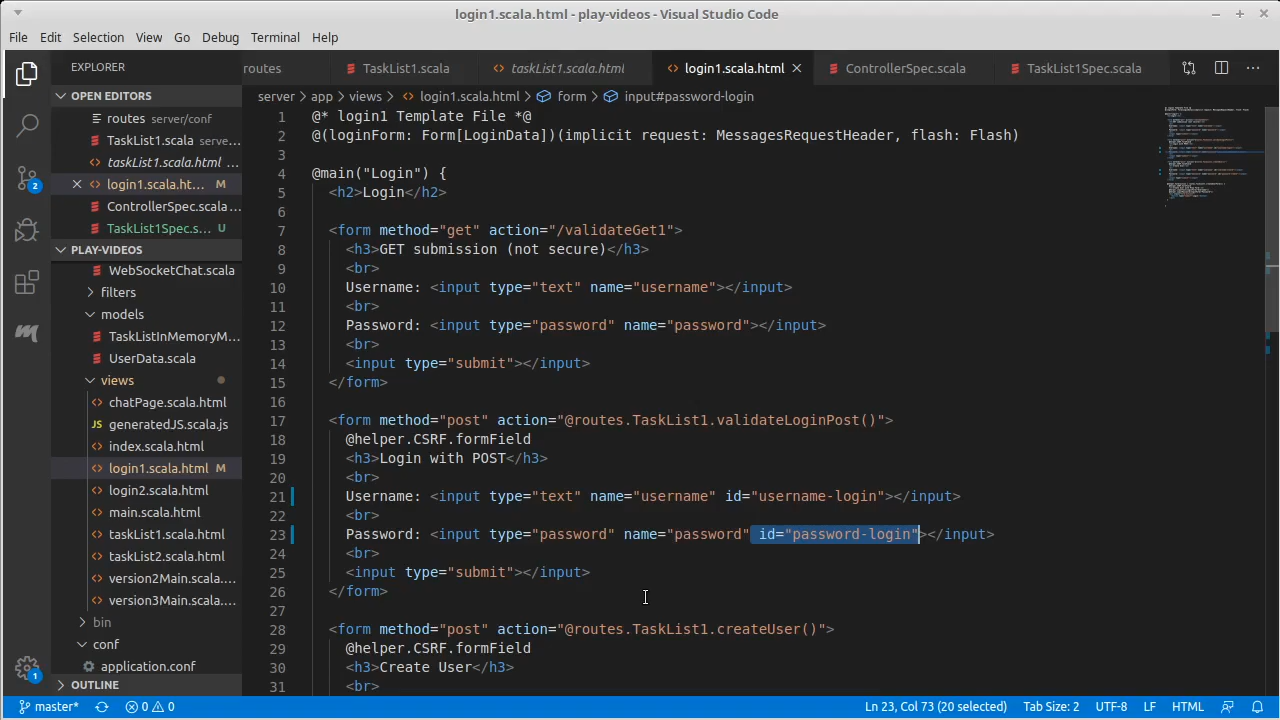 login1.scala.html - play-videos - Visual Studio Code
File Edit Selection View Go Debug Terminal Help
EXPLORER
routes TaskList1.scala taskList1.scala.html login1.scala.html ControllerSpec.scala TaskList1Spec.scala
OPEN EDITORS
server > app > views > login1.scala.html > form > input#password-login
routes server/conf
TaskList1.scala serve...
taskList1.scala.html ...
login1.scala.ht... M
ControllerSpec.scala ...
TaskList1Spec.s... U
PLAY-VIDEOS
WebSocketChat.scala
filters
models
TaskListInMemoryM...
UserData.scala
views
chatPage.scala.html
JS generatedJS.scala.js
index.scala.html
login1.scala.html M
login2.scala.html
main.scala.html
taskList1.scala.html
taskList2.scala.html
version2Main.scala....
version3Main.scala....
bin
conf
application.conf
OUTLINE
2
1
1 @* login1 Template File *@
2 @(loginForm: Form[LoginData])(implicit request: MessagesRequestHeader, flash: Flash)
3
4 @main("Login") {
5 <h2>Login</h2>
6
7 <form method="get" action="/validateGet1">
8 <h3>GET submission (not secure)</h3>
9 <br>
10 Username: <input type="text" name="username"></input>
11 <br>
12 Password: <input type="password" name="password"></input>
13 <br>
14 <input type="submit"></input>
15 </form>
16
17 <form method="post" action="@routes.TaskList1.validateLoginPost()">
18 @helper.CSRF.formField
19 <h3>Login with POST</h3>
20 <br>
21 Username: <input type="text" name="username" id="username-login"></input>
22 <br>
23 Password: <input type="password" name="password" id="password-login"></input>
24 <br>
25 <input type="submit"></input>
26 </form>
27
28 <form method="post" action="@routes.TaskList1.createUser()">
29 @helper.CSRF.formField
30 <h3>Create User</h3>
31 <br>
master* 0 0 Ln 23, Col 73 (20 selected) Tab Size: 2 UTF-8 LF HTML